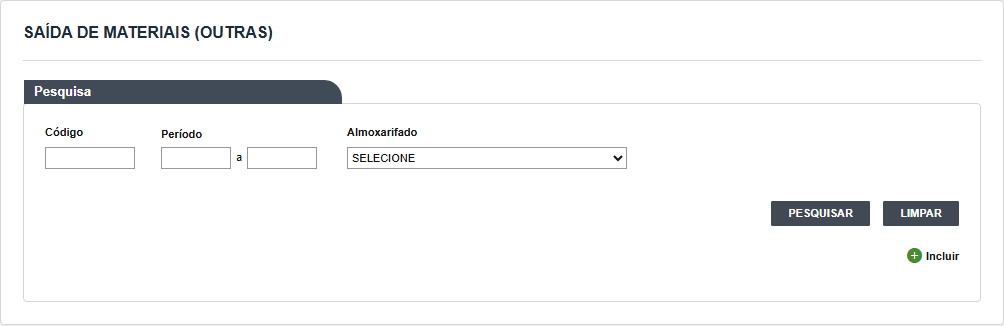 SAÍDA DE MATERIAIS (OUTRAS)
Pesquisa
Código Período Almoxarifado
a SELECIONE
PESQUISAR LIMPAR
Incluir